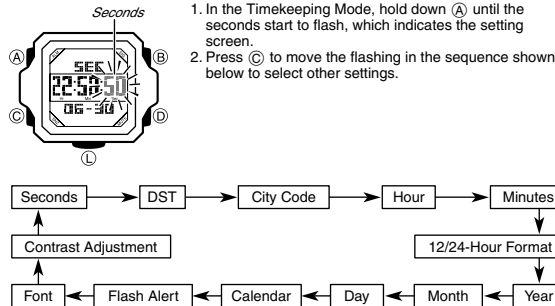 Seconds
A
B
C
D
L
SEC
22:58 50
06-30
1. In the Timekeeping Mode, hold down Ⓐ until the
seconds start to flash, which indicates the setting
screen.
2. Press Ⓒ to move the flashing in the sequence shown
below to select other settings.
Seconds DST City Code Hour Minutes
Contrast Adjustment 12/24-Hour Format
Font Flash Alert Calendar Day Month Year